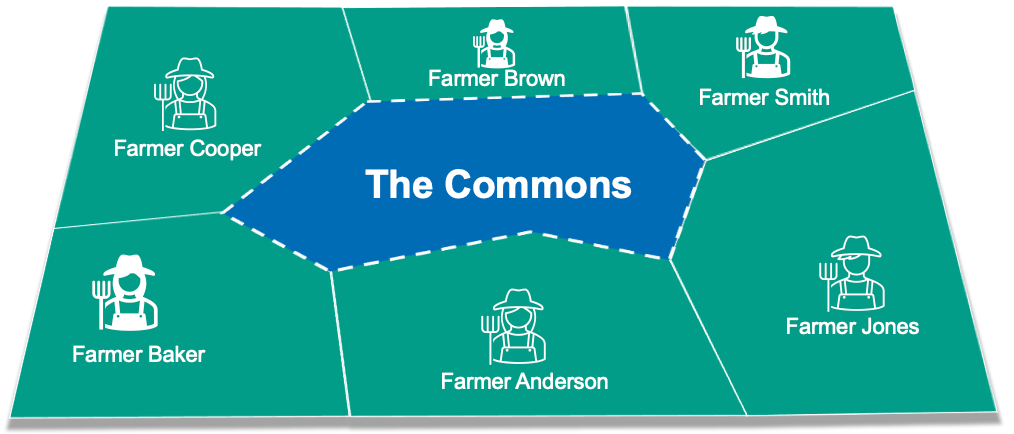 Farmer Brown
Farmer Smith
Farmer Cooper
The Commons
Farmer Jones
Farmer Baker
Farmer Anderson